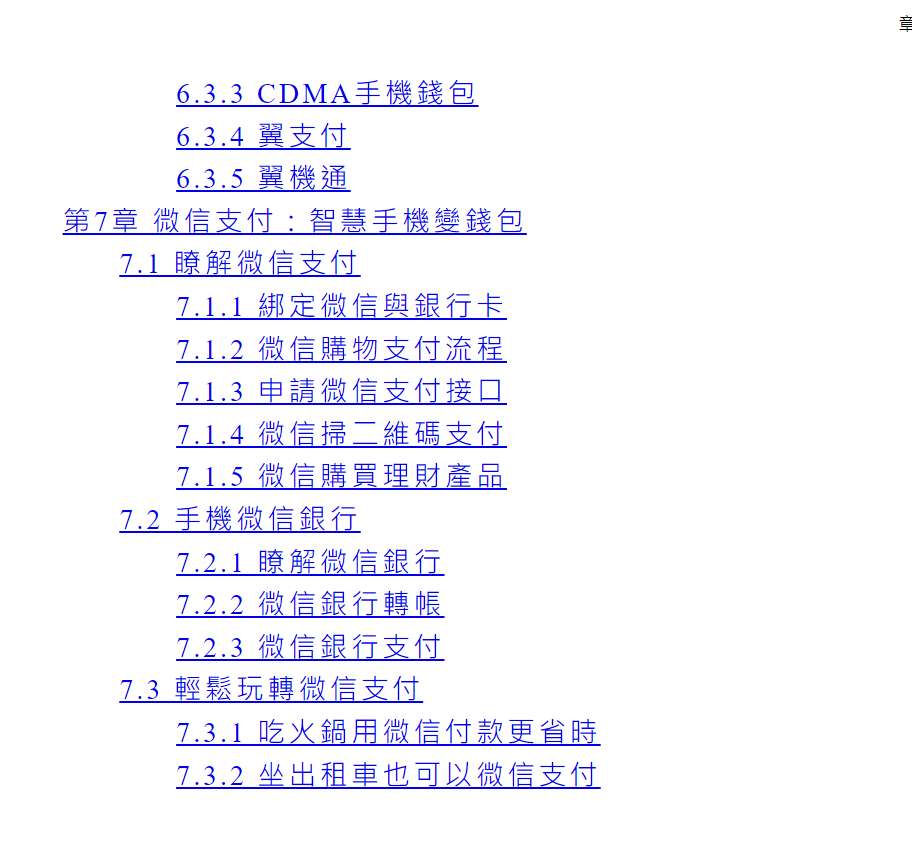 章
6.3.3 CDMA手機錢包
6.3.4 翼支付
6.3.5 翼機通
第7章 微信支付：智慧手機變錢包
7.1 瞭解微信支付
7.1.1 綁定微信與銀行卡
7.1.2 微信購物支付流程
7.1.3 申請微信支付接口
7.1.4 微信掃二維碼支付
7.1.5 微信購買理財產品
7.2 手機微信銀行
7.2.1 瞭解微信銀行
7.2.2 微信銀行轉帳
7.2.3 微信銀行支付
7.3 輕鬆玩轉微信支付
7.3.1 吃火鍋用微信付款更省時
7.3.2 坐出租車也可以微信支付